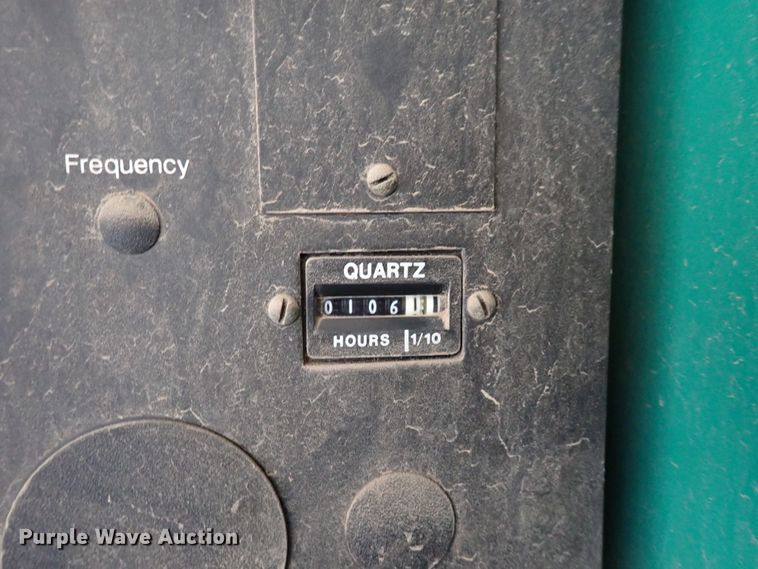 Frequency
QUARTZ
0106
HOURS 1/10
Purple Wave Auction